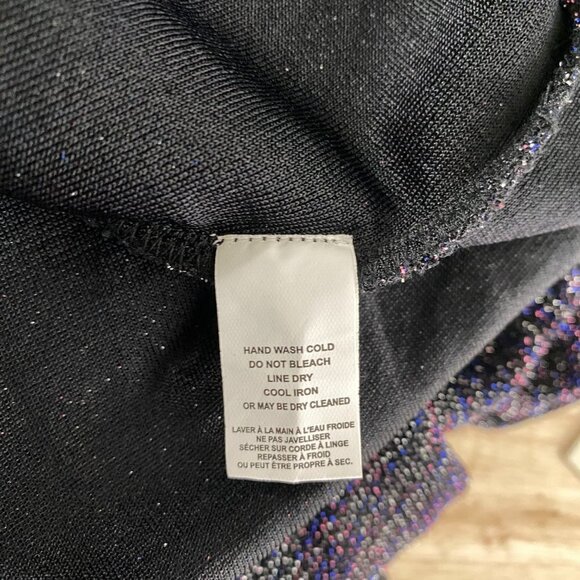 HAND WASH COLD
DO NOT BLEACH
LINE DRY
COOL IRON
OR MAY BE DRY CLEANED
LAVER À LA MAIN À L'EAU FROIDE
NE PAS JAVELLISER
SÉCHER SUR CORDE À LINGE
REPASSER À FROID
OU PEUT ÊTRE PROPRE À SEC.